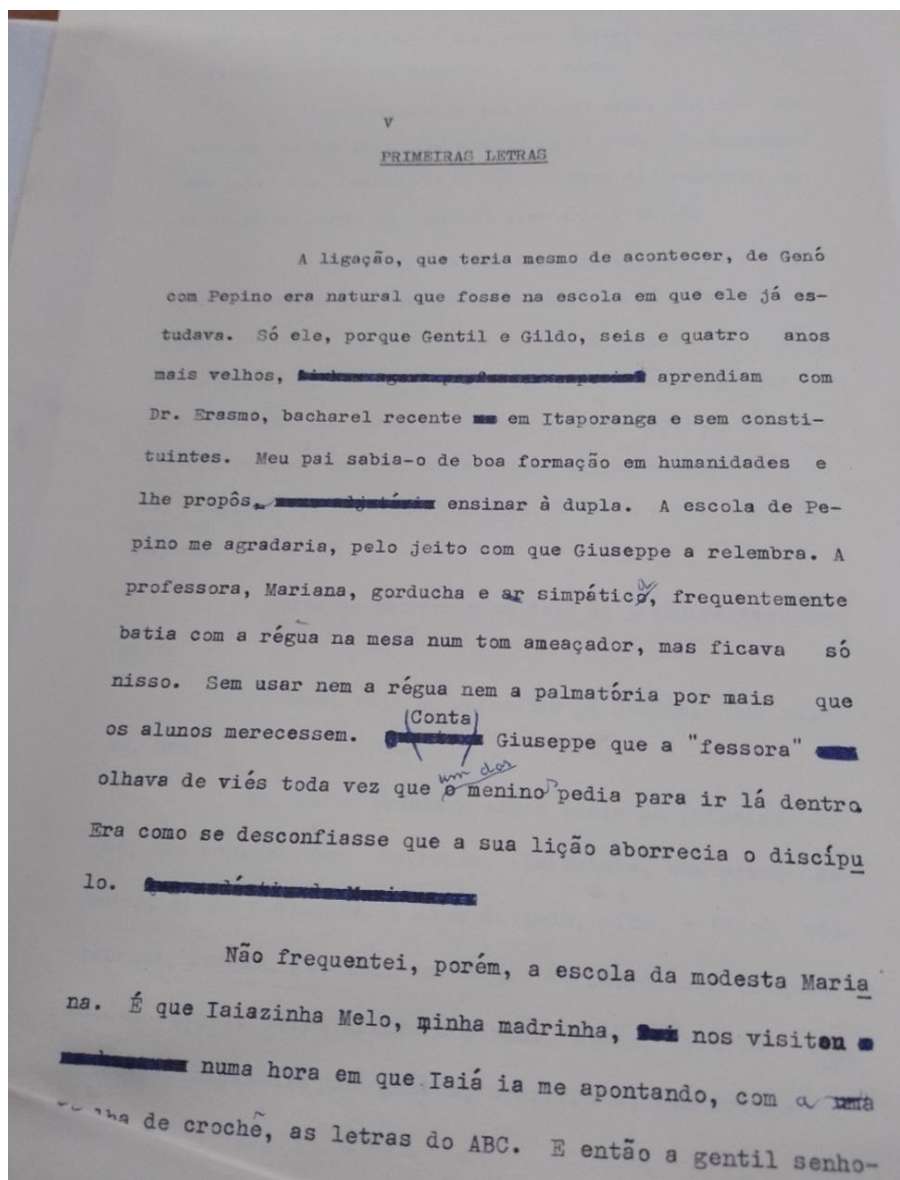 V
PRIMEIRAS LETRAS
A ligação, que teria mesmo de acontecer, de Genó
com Pepino era natural que fosse na escola em que ele já es-
tudava. Só ele, porque Gentil e Gildo, seis e quatro anos
mais velhos, aprendiam com
Dr. Erasmo, bacharel recente em Itaporanga e sem consti-
tuintes. Meu pai sabia-o de boa formação em humanidades e
lhe propôs ensinar à dupla. A escola de Pe-
pino me agradaria, pelo jeito com que Giuseppe a relembra. A
professora, Mariana, gorducha e simpática, frequentemente
batia com a régua na mesa num tom ameaçador, mas ficava só
nisso. Sem usar nem a régua nem a palmatória por mais que
os alunos merecessem. (Conta) Giuseppe que a "fessora"
olhava de viés toda vez que um dos meninos pedia para ir lá dentro.
Era como se desconfiasse que a sua lição aborrecia o discípu
lo.
Não frequentei, porém, a escola da modesta Maria
na. É que Iaiazinha Melo, minha madrinha, nos visitou
numa hora em que Iaiá ia me apontando, com a
de crochê, as letras do ABC. E então a gentil senho-